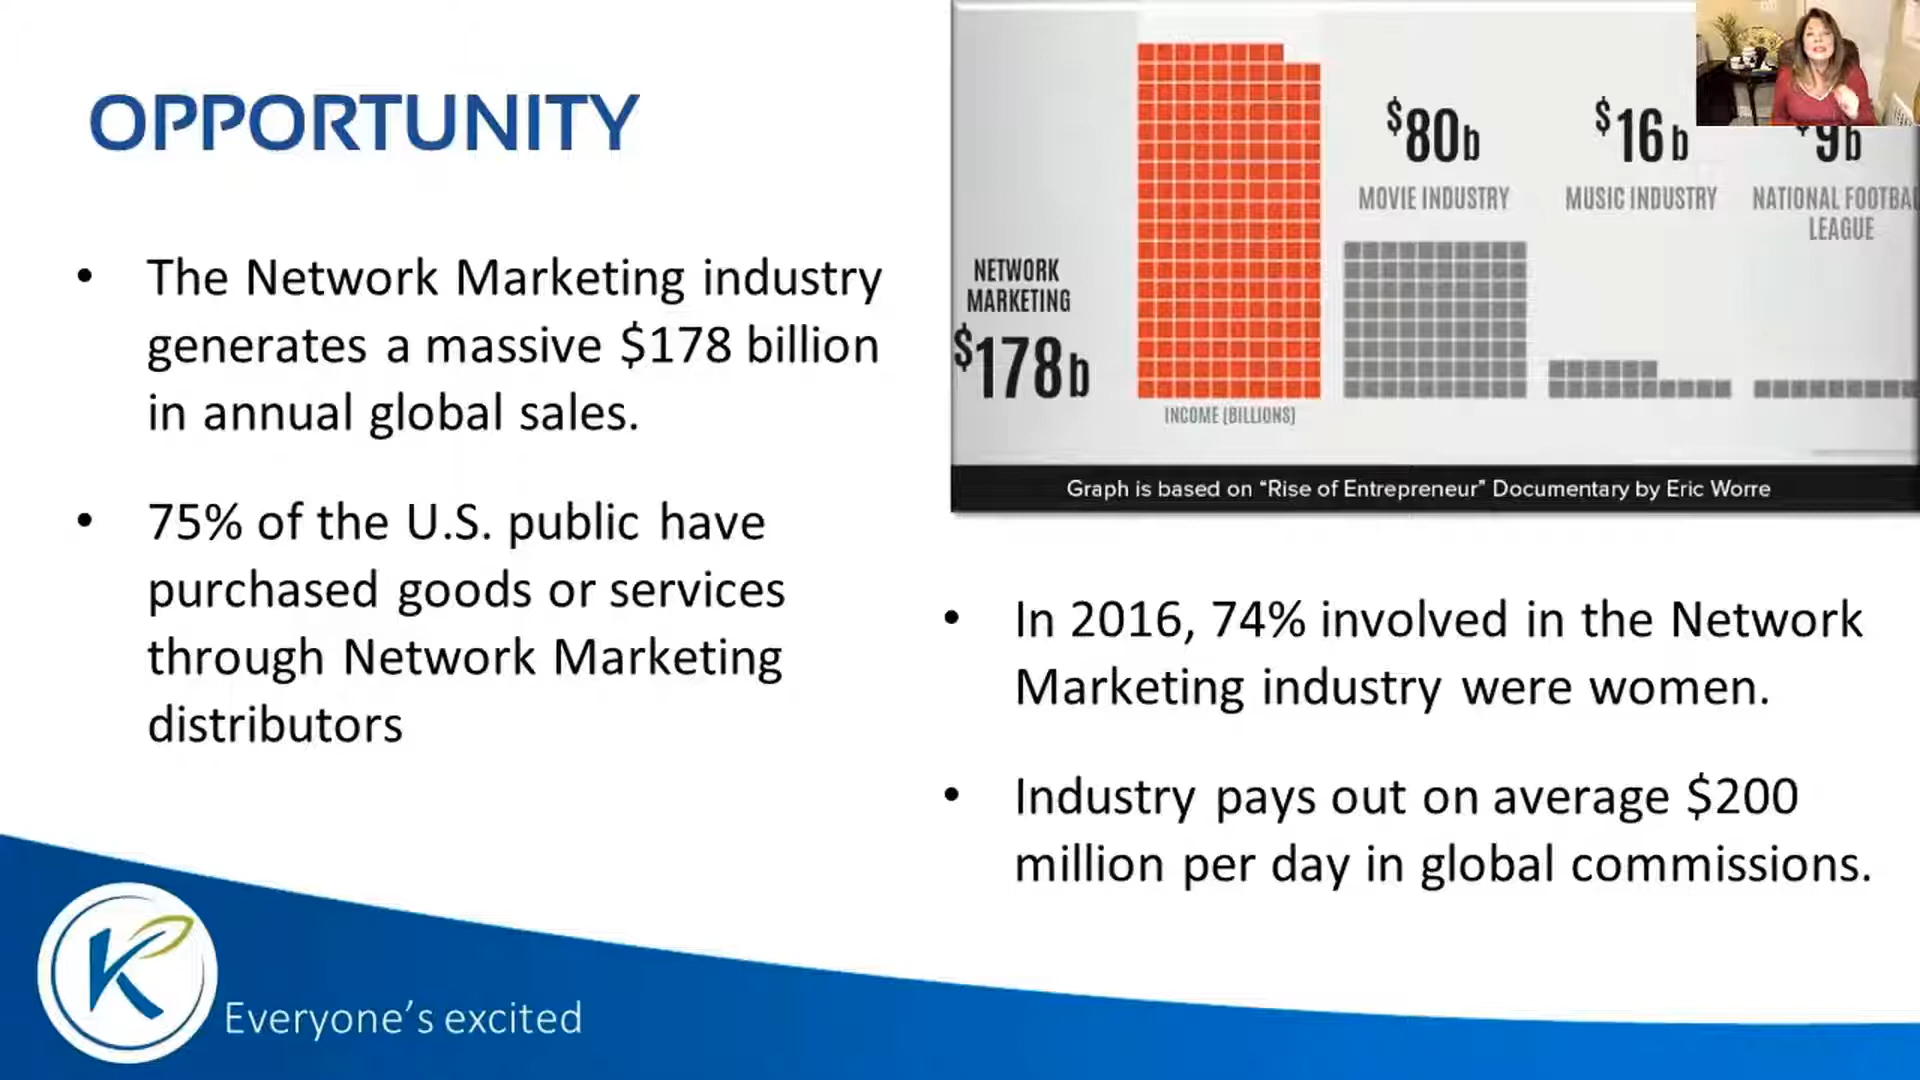 OPPORTUNITY
• The Network Marketing industry
generates a massive $178 billion
in annual global sales.
• 75% of the U.S. public have
purchased goods or services
through Network Marketing
distributors
NETWORK
MARKETING
$178b
INCOME (BILLIONS)
$80b
MOVIE INDUSTRY
$16b
MUSIC INDUSTRY
$9b
NATIONAL FOOTBAL
LEAGUE
Graph is based on “Rise of Entrepreneur” Documentary by Eric Worre
• In 2016, 74% involved in the Network
Marketing industry were women.
• Industry pays out on average $200
million per day in global commissions.
K
Everyone’s excited